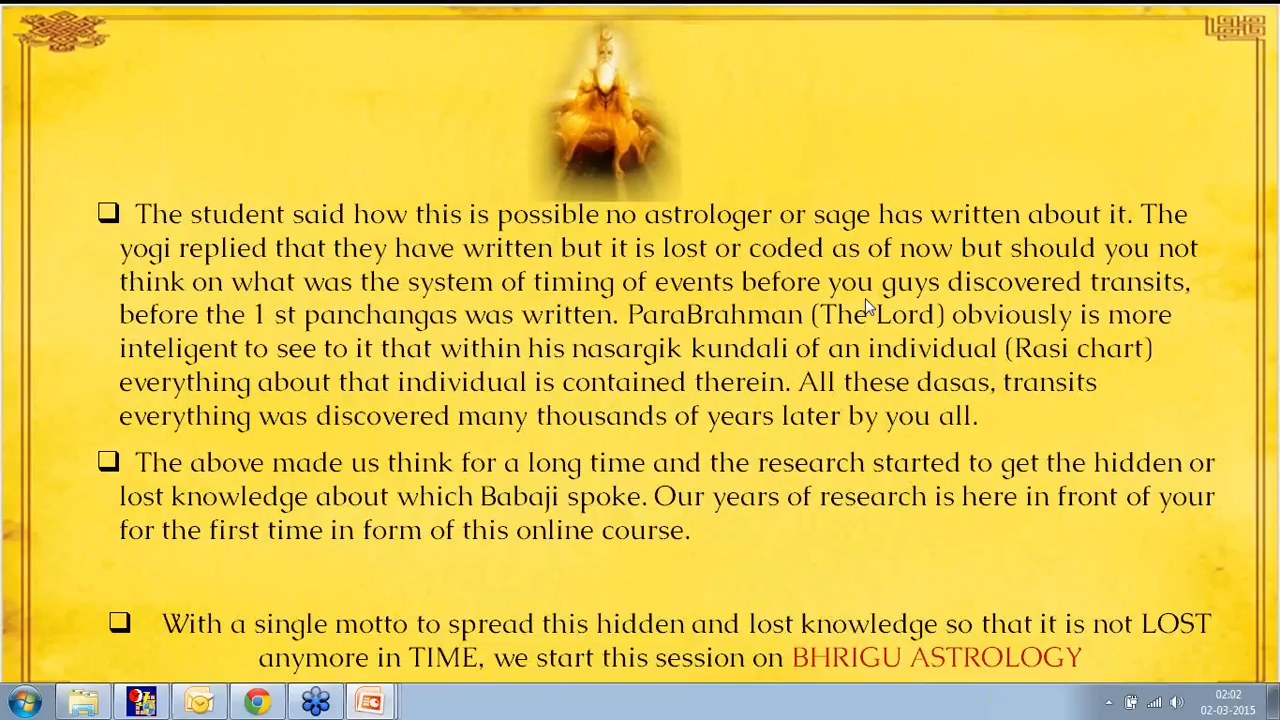 ❑ The student said how this is possible no astrologer or sage has written about it. The
yogi replied that they have written but it is lost or coded as of now but should you not
think on what was the system of timing of events before you guys discovered transits,
before the 1 st panchangas was written. ParaBrahman (The Lord) obviously is more
inteligent to see to it that within his nasargik kundali of an individual (Rasi chart)
everything about that individual is contained therein. All these dasas, transits
everything was discovered many thousands of years later by you all.
❑ The above made us think for a long time and the research started to get the hidden or
lost knowledge about which Babaji spoke. Our years of research is here in front of your
for the first time in form of this online course.
❑ With a single motto to spread this hidden and lost knowledge so that it is not LOST
anymore in TIME, we start this session on BHRIGU ASTROLOGY
02:02
02-03-2015